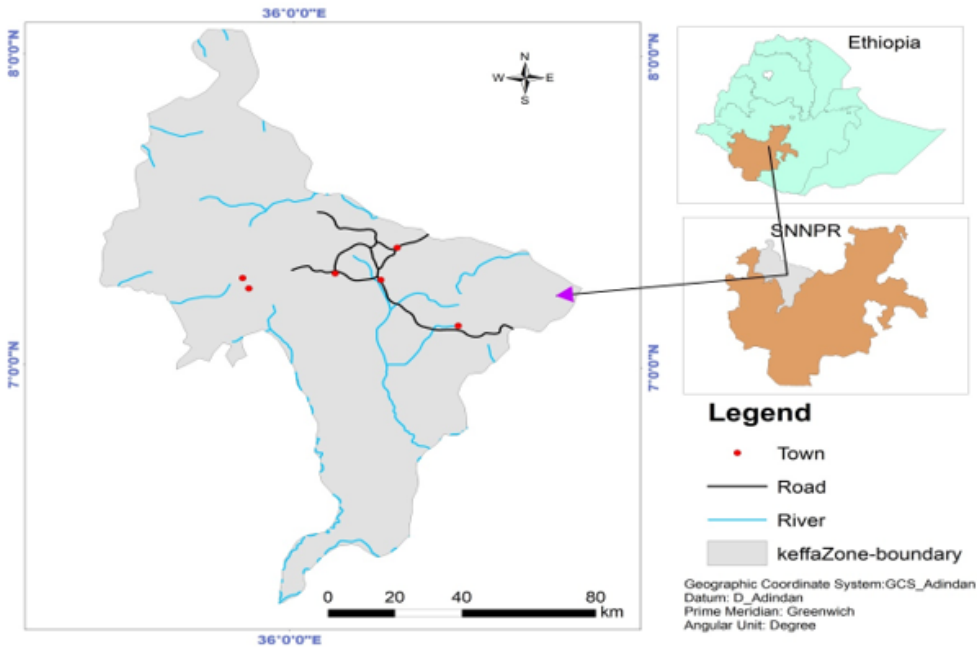 36°0'0"E
8°0'0"N
8°0'0"N
N
W E
S
7°0'0"N
7°0'0"N
0 20 40 60 80
km
36°0'0"E
Ethiopia
SNNPR
Legend
Town
Road
River
keffaZone-boundary
Geographic Coordinate System:GCS_Adindan
Datum: D_Adindan
Prime Meridian: Greenwich
Angular Unit: Degree